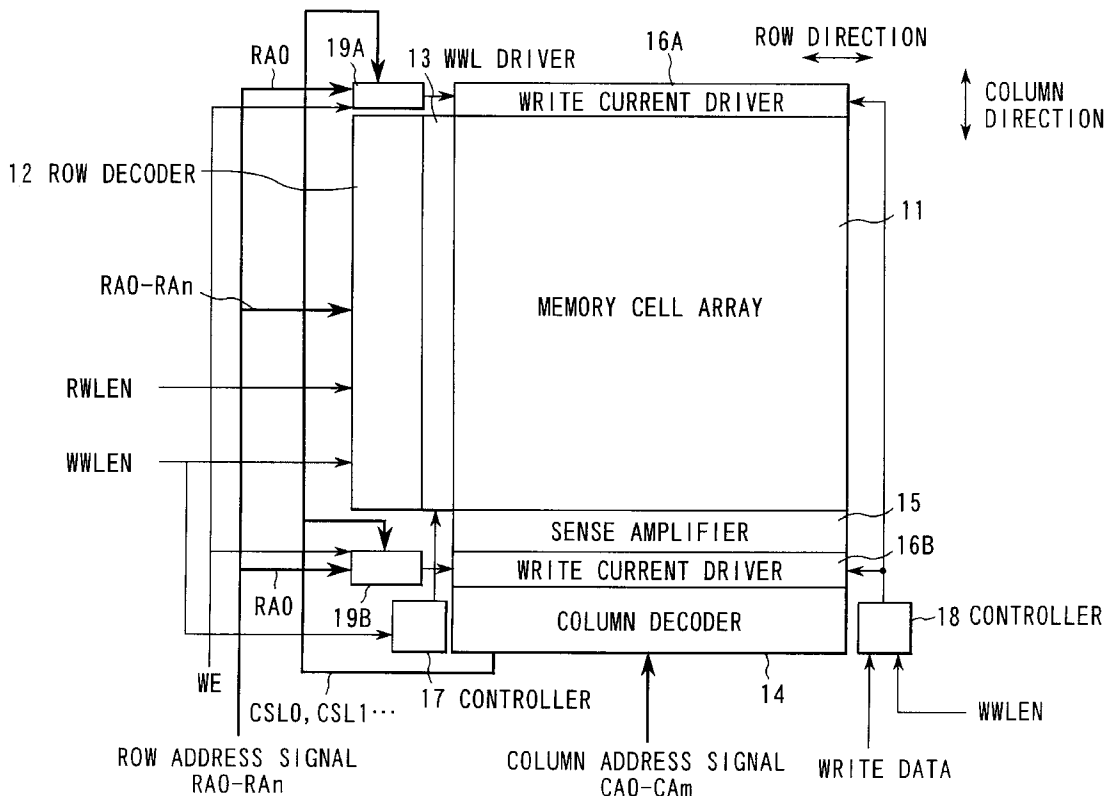 RA0
19A
13 WWL DRIVER
16A
ROW DIRECTION
WRITE CURRENT DRIVER
COLUMN
DIRECTION
12 ROW DECODER
11
RA0-RAn
MEMORY CELL ARRAY
RWLEN
WWLEN
15
SENSE AMPLIFIER
16B
WRITE CURRENT DRIVER
RA0
19B
COLUMN DECODER
18 CONTROLLER
WE
CSL0, CSL1···
17 CONTROLLER
14
WWLEN
ROW ADDRESS SIGNAL
RA0-RAn
COLUMN ADDRESS SIGNAL
CA0-CAm
WRITE DATA